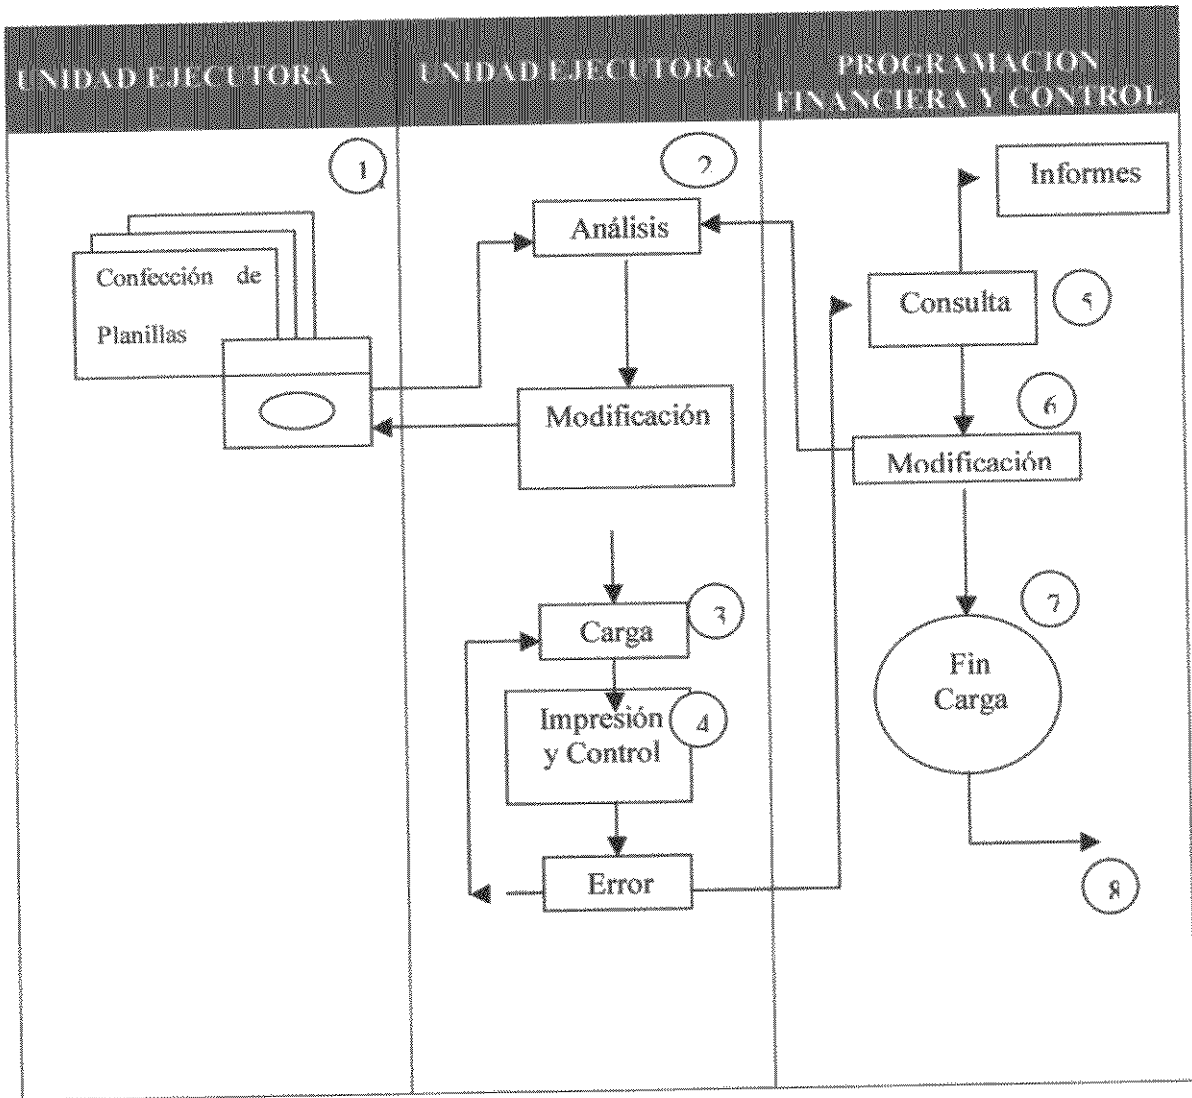 UNIDAD EJECUTORA
UNIDAD EJECUTORA
PROGRAMACION
FINANCIERA Y CONTROL
1
Confección de
Planillas
2
Análisis
Modificación
3
Carga
4
Impresión
y Control
Error
Informes
Consulta
5
6
Modificación
7
Fin
Carga
8